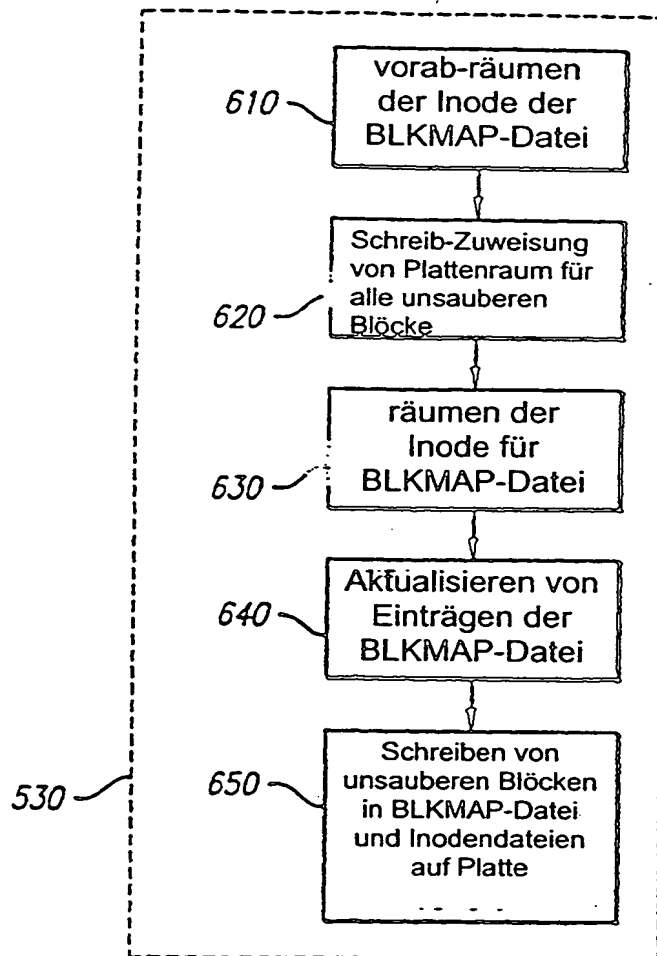 610
vorab-räumen
der Inode der
BLKMAP-Datei
620
Schreib-Zuweisung
von Plattenraum für
alle unsauberen
Blöcke
630
räumen der
Inode für
BLKMAP-Datei
640
Aktualisieren von
Einträgen der
BLKMAP-Datei
530
650
Schreiben von
unsauberen Blöcken
in BLKMAP-Datei
und Inodendateien
auf Platte